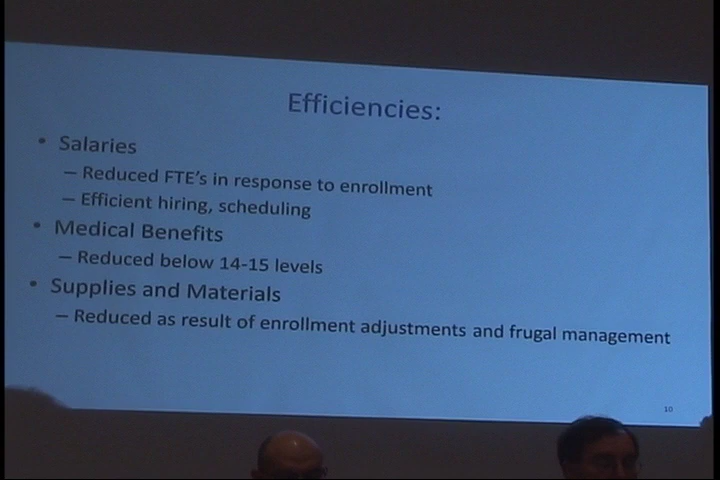 Efficiencies:
• Salaries
– Reduced FTE's in response to enrollment
– Efficient hiring, scheduling
• Medical Benefits
– Reduced below 14-15 levels
• Supplies and Materials
– Reduced as result of enrollment adjustments and frugal management
10